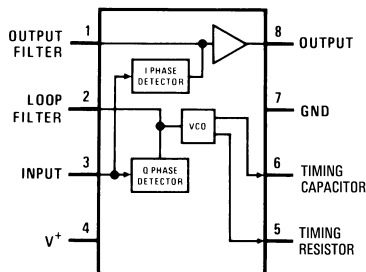 OUTPUT
FILTER
1
I PHASE
DETECTOR
8
OUTPUT
LOOP
FILTER
2
VCO
7
GND
INPUT
3
Q PHASE
DETECTOR
6
TIMING
CAPACITOR
V+
4
5
TIMING
RESISTOR